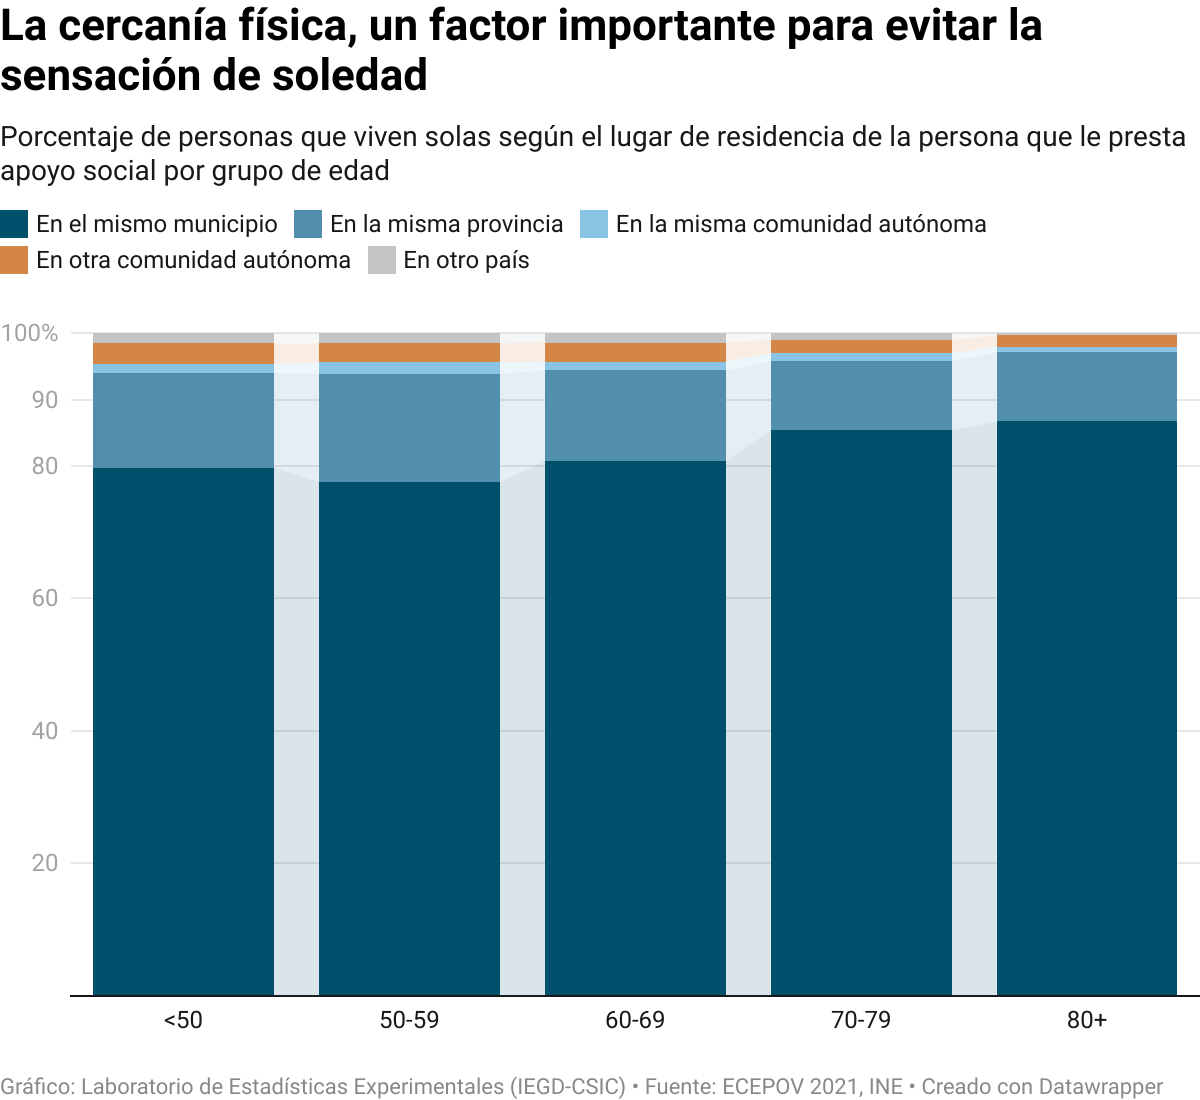 La cercanía física, un factor importante para evitar la
sensación de soledad
Porcentaje de personas que viven solas según el lugar de residencia de la persona que le presta
apoyo social por grupo de edad
En el mismo municipio En la misma provincia En la misma comunidad autónoma
En otra comunidad autónoma En otro país
100%
90
80
60
40
20
<50 50-59 60-69 70-79 80+
Gráfico: Laboratorio de Estadísticas Experimentales (IEGD-CSIC) • Fuente: ECEPOV 2021, INE • Creado con Datawrapper